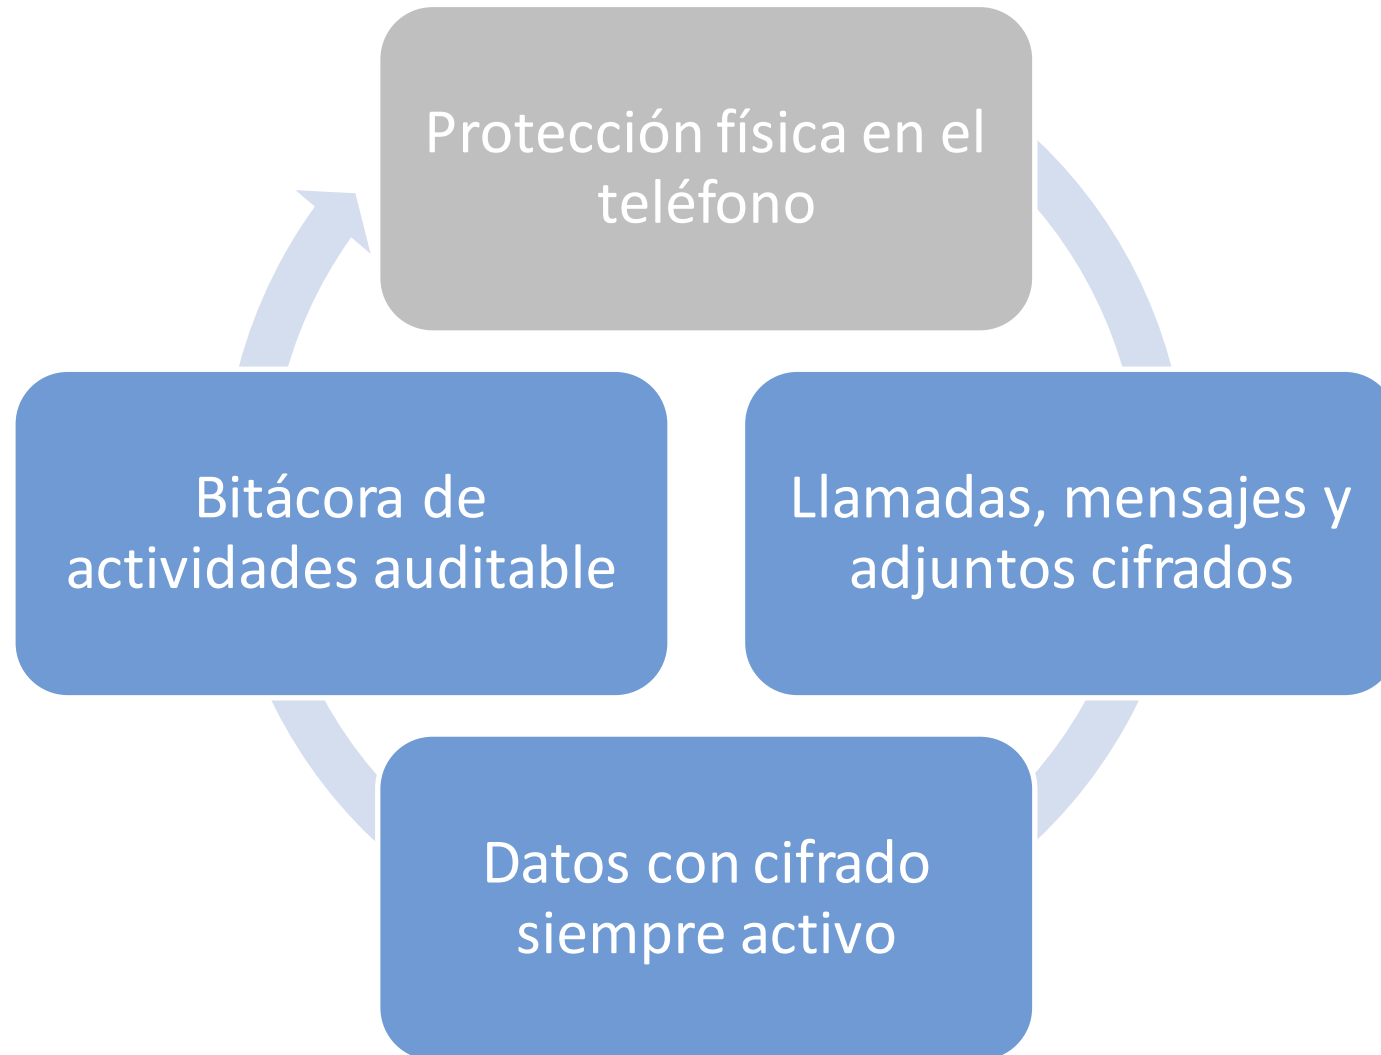 Protección física en el
teléfono
Bitácora de
actividades auditable
Llamadas, mensajes y
adjuntos cifrados
Datos con cifrado
siempre activo